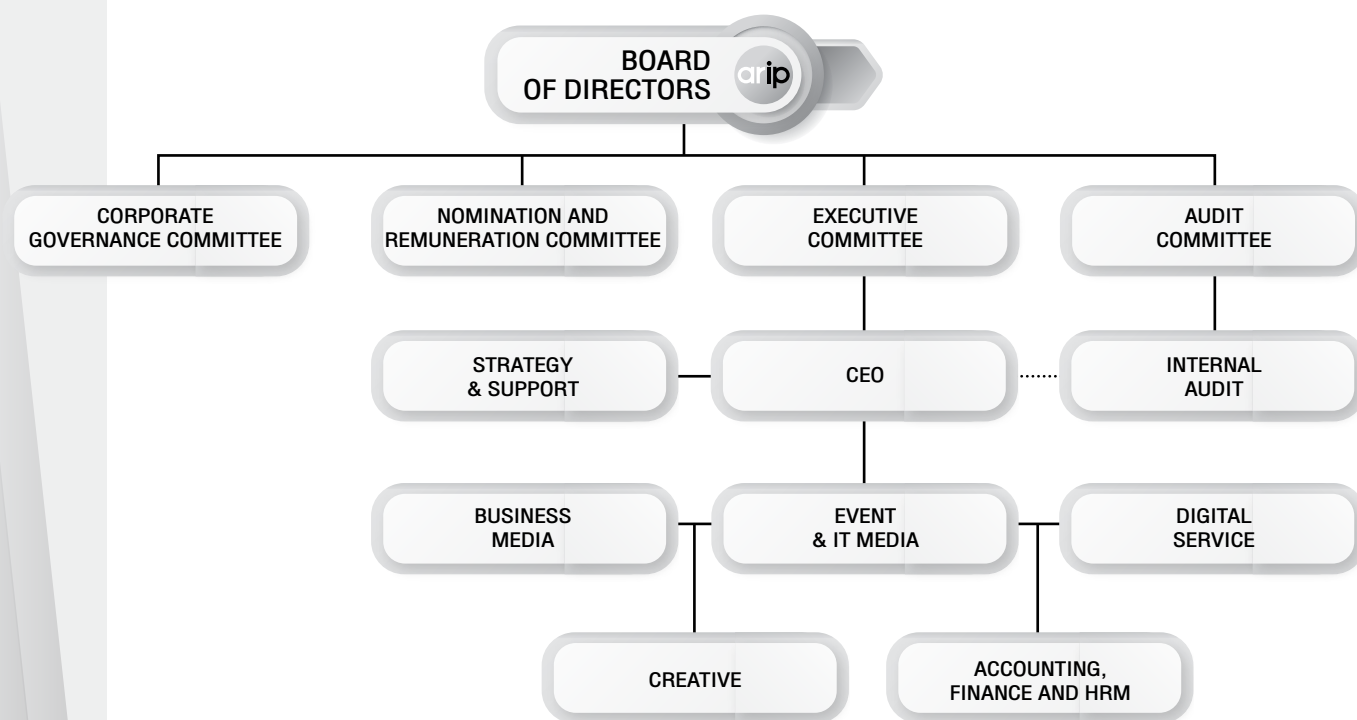 BOARD
OF DIRECTORS
arip
CORPORATE
GOVERNANCE COMMITTEE
NOMINATION AND
REMUNERATION COMMITTEE
EXECUTIVE
COMMITTEE
AUDIT
COMMITTEE
STRATEGY
& SUPPORT
CEO
INTERNAL
AUDIT
BUSINESS
MEDIA
EVENT
& IT MEDIA
DIGITAL
SERVICE
CREATIVE
ACCOUNTING,
FINANCE AND HRM